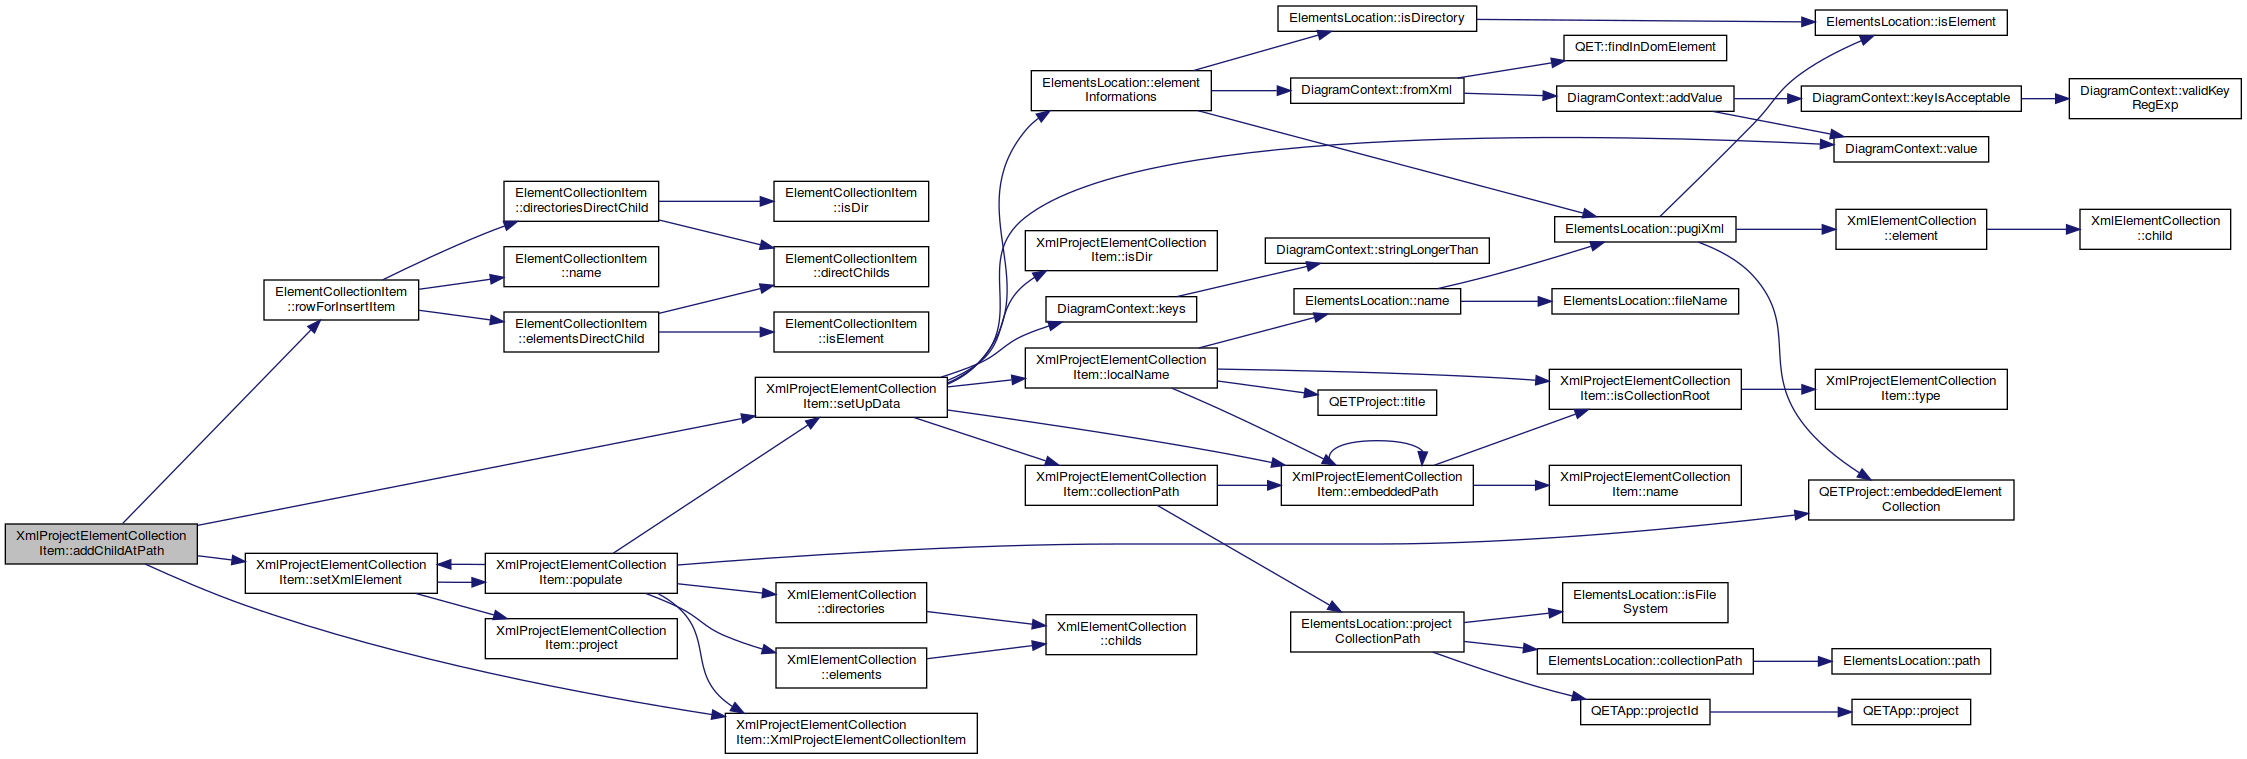 XmlProjectElementCollection
Item::addChildAtPath
ElementCollectionItem
::rowForInsertItem
XmlProjectElementCollection
Item::setXmlElement
ElementCollectionItem
::directoriesDirectChild
ElementCollectionItem
::name
ElementCollectionItem
::elementsDirectChild
XmlProjectElementCollection
Item::populate
XmlProjectElementCollection
Item::project
ElementCollectionItem
::isDir
ElementCollectionItem
::directChilds
ElementCollectionItem
::isElement
XmlProjectElementCollection
Item::setUpData
XmlElementCollection
::directories
XmlElementCollection
::elements
XmlProjectElementCollection
Item::XmlProjectElementCollectionItem
ElementsLocation::element
Informations
XmlProjectElementCollection
Item::isDir
DiagramContext::keys
XmlProjectElementCollection
Item::localName
XmlProjectElementCollection
Item::collectionPath
XmlElementCollection
::childs
ElementsLocation::isDirectory
DiagramContext::fromXml
DiagramContext::stringLongerThan
ElementsLocation::name
QETProject::title
XmlProjectElementCollection
Item::embeddedPath
ElementsLocation::project
CollectionPath
QET::findInDomElement
DiagramContext::addValue
ElementsLocation::pugiXml
ElementsLocation::fileName
XmlProjectElementCollection
Item::isCollectionRoot
XmlProjectElementCollection
Item::name
ElementsLocation::isFile
System
ElementsLocation::collectionPath
QETApp::projectId
ElementsLocation::isElement
DiagramContext::keyIsAcceptable
DiagramContext::value
XmlElementCollection
::element
XmlProjectElementCollection
Item::type
QETProject::embeddedElement
Collection
ElementsLocation::path
QETApp::project
DiagramContext::validKey
RegExp
XmlElementCollection
::child